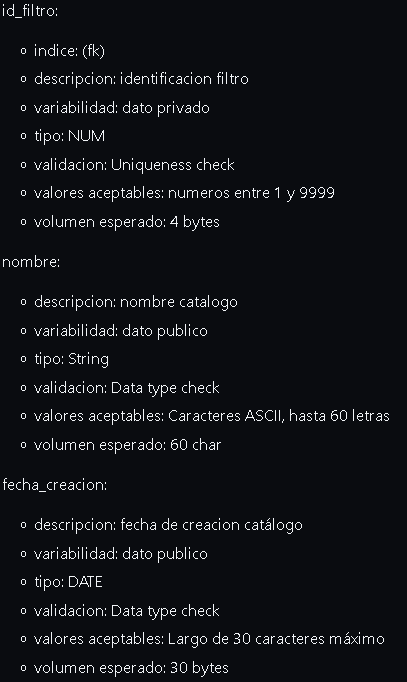 id_filtro:
indice: (fk)
descripcion: identificacion filtro
variabilidad: dato privado
tipo: NUM
validacion: Uniqueness check
valores aceptables: numeros entre 1 y 9999
volumen esperado: 4 bytes
nombre:
descripcion: nombre catalogo
variabilidad: dato publico
tipo: String
validacion: Data type check
valores aceptables: Caracteres ASCII, hasta 60 letras
volumen esperado: 60 char
fecha_creacion:
descripcion: fecha de creacion catálogo
variabilidad: dato publico
tipo: DATE
validacion: Data type check
valores aceptables: Largo de 30 caracteres máximo
volumen esperado: 30 bytes